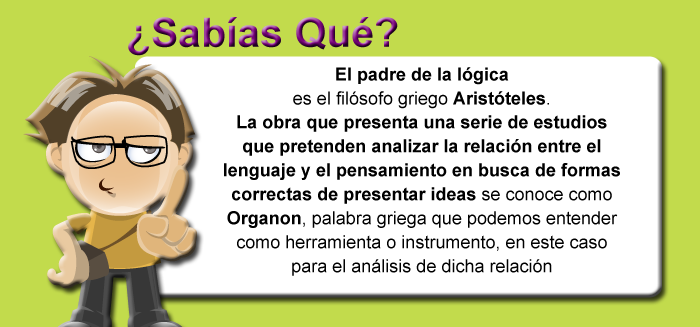 ¿Sabías Qué?
El padre de la lógica
es el filósofo griego Aristóteles.
La obra que presenta una serie de estudios
que pretenden analizar la relación entre el
lenguaje y el pensamiento en busca de formas
correctas de presentar ideas se conoce como
Organon, palabra griega que podemos entender
como herramienta o instrumento, en este caso
para el análisis de dicha relación